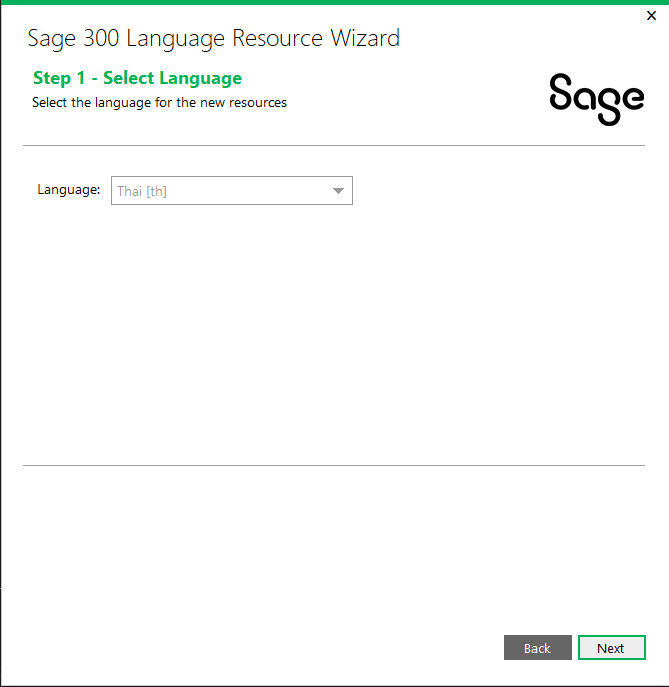 Sage 300 Language Resource Wizard
Step 1 - Select Language
Select the language for the new resources
Sage
Language: Thai [th]
Back Next